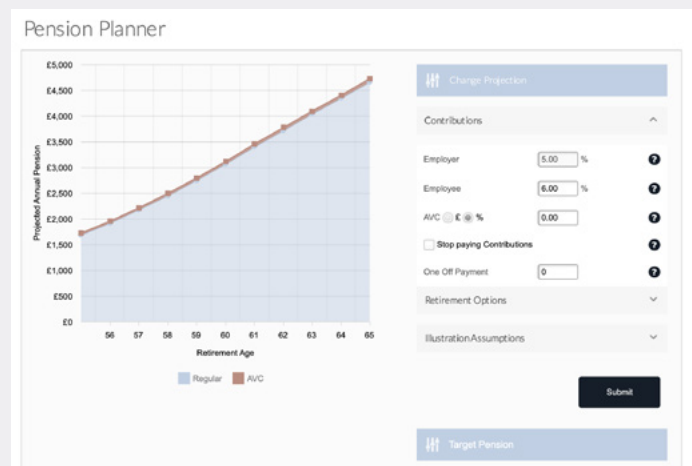 Pension Planner
£5,000
£4,500
£4,000
£3,500
£3,000
£2,500
£2,000
£1,500
£1,000
£500
£0
Projected Annual Pension
56 57 58 59 60 61 62 63 64 65
Retirement Age
Regular AVC
Change Projection
Contributions
Employer 5.00 % ?
Employee 6.00 % ?
AVC £ % 0.00 ?
Stop paying Contributions ?
One Off Payment 0 ?
Retirement Options
Illustration Assumptions
Submit
Target Pension